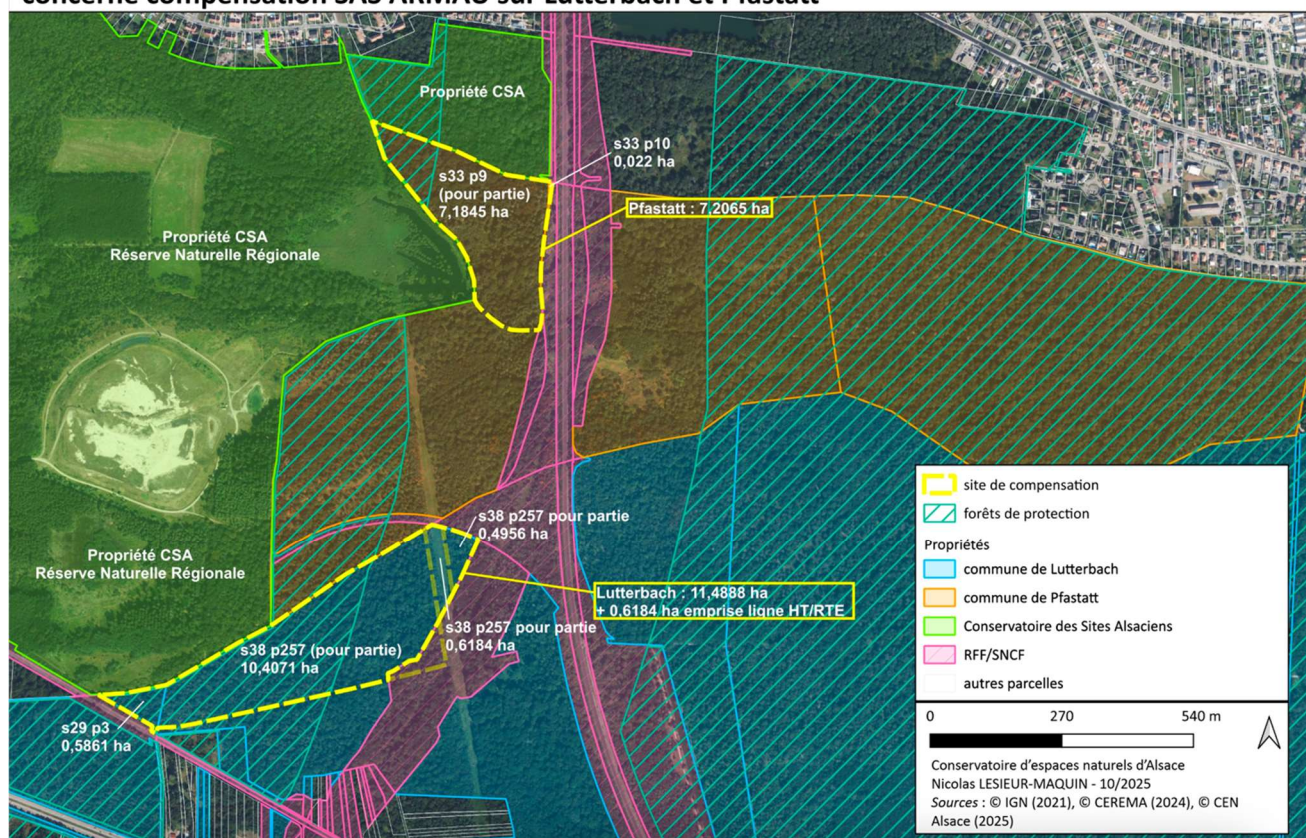 concerne compensation SAS ARMAO sur Lutterbach et Pfastatt
Propriété CSA
s33 p10
0,022 ha
s33 p9
(pour partie)
7,1845 ha
Pfastatt : 7,2065 ha
Propriété CSA
Réserve Naturelle Régionale
Propriété CSA
Réserve Naturelle Régionale
s38 p257 pour partie
0,4956 ha
Lutterbach : 11,4888 ha
+ 0,6184 ha emprise ligne HT/RTE
s38 p257 pour partie
0,6184 ha
s38 p257 (pour partie)
10,4071 ha
s29 p3
0,5861 ha
site de compensation
forêts de protection
Propriétés
commune de Lutterbach
commune de Pfastatt
Conservatoire des Sites Alsaciens
RFF/SNCF
autres parcelles
0 270 540 m
Conservatoire d’espaces naturels d’Alsace
Nicolas LESIEUR-MAQUIN - 10/2025
Sources : © IGN (2021), © CEREMA (2024), © CEN
Alsace (2025)